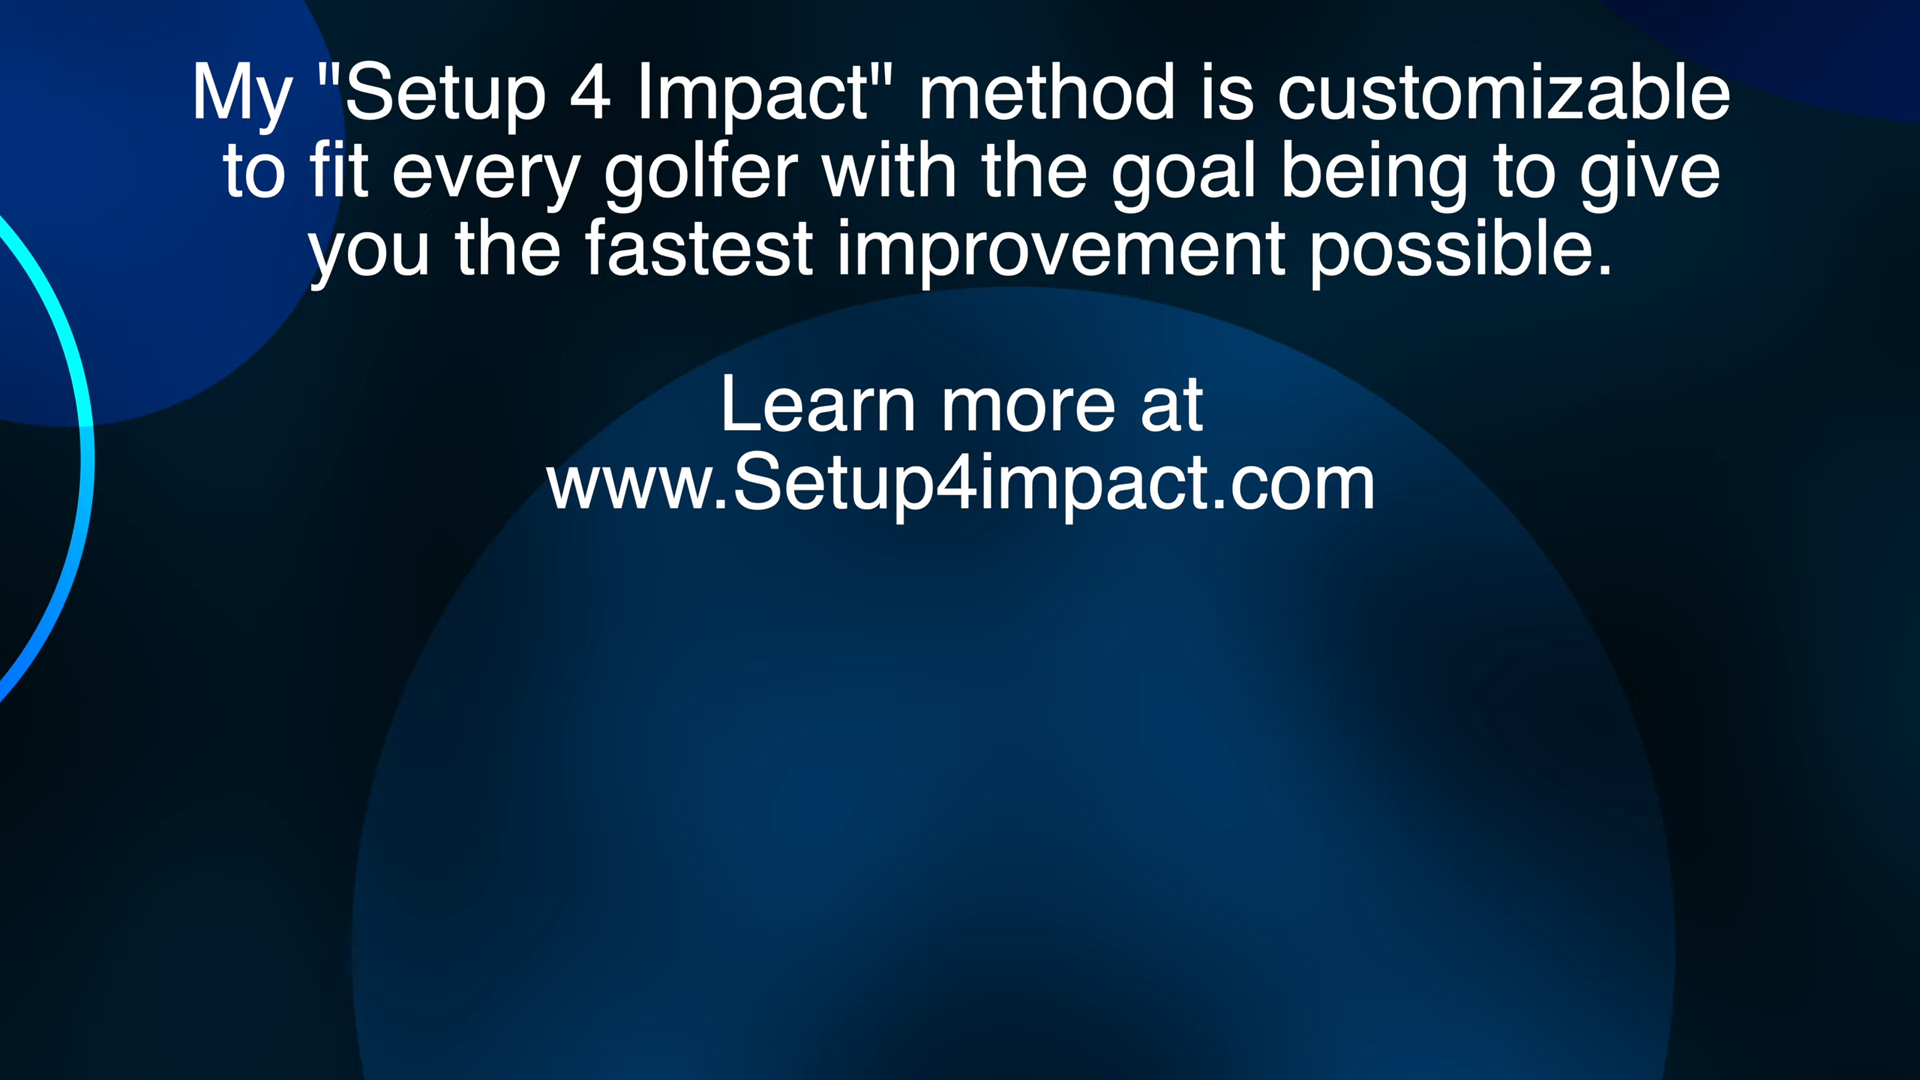 My "Setup 4 Impact" method is customizable
to fit every golfer with the goal being to give
you the fastest improvement possible.
Learn more at
www.Setup4impact.com